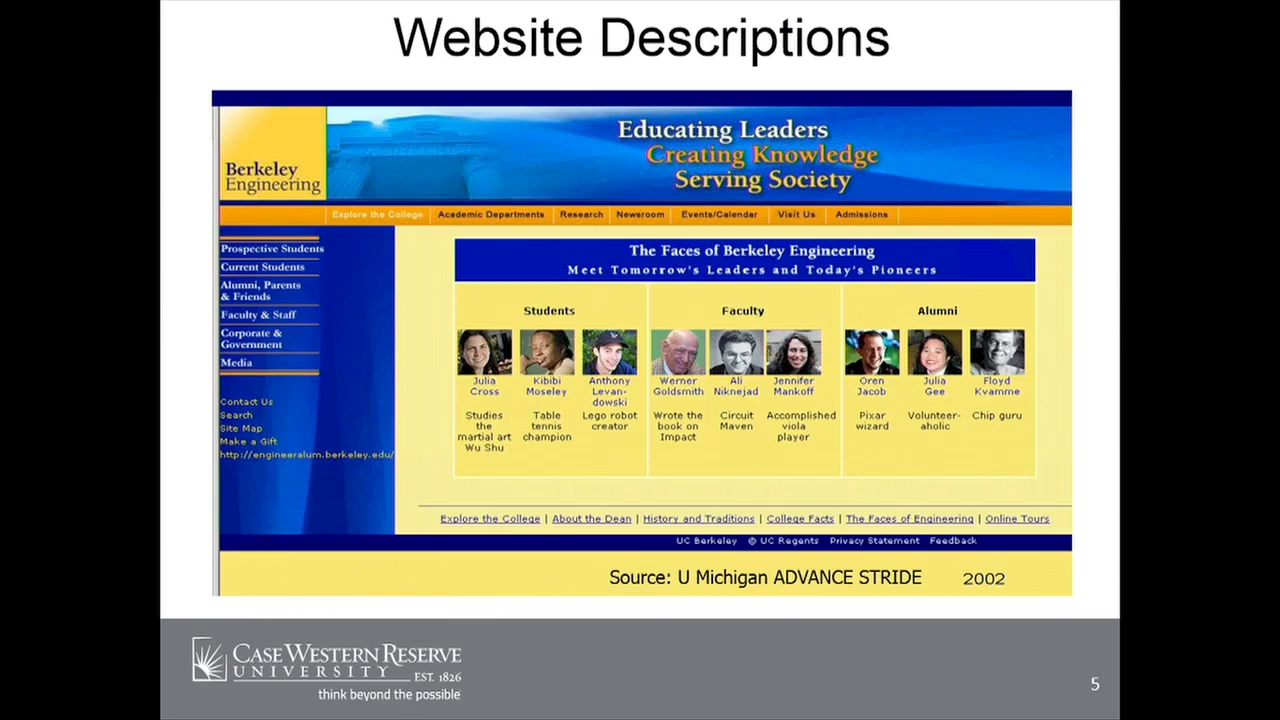 Website Descriptions
Educating Leaders
Creating Knowledge
Serving Society
Berkeley
Engineering
Explore the College
Academic Departments
Research
Newsroom
Events/Calendar
Visit Us
Admissions
Prospective Students
Current Students
Alumni, Parents
& Friends
Faculty & Staff
Corporate &
Government
Media
Contact Us
Search
Site Map
Make a Gift
http://engineeralum.berkeley.edu/
The Faces of Berkeley Engineering
Meet Tomorrow's Leaders and Today's Pioneers
Students
Julia
Cross
Studies
the
martial art
Wu Shu
Kibibi
Moseley
Table
tennis
champion
Anthony
Levan-
dowski
Lego robot
creator
Faculty
Werner
Goldsmith
Wrote the
book on
Impact
Ali
Niknejad
Circuit
Maven
Jennifer
Mankoff
Accomplished
viola
player
Alumni
Oren
Jacob
Pixar
wizard
Julia
Gee
Volunteer-
aholic
Floyd
Kvamme
Chip guru
Explore the College | About the Dean | History and Traditions | College Facts | The Faces of Engineering | Online Tours
UC Berkeley © UC Regents Privacy Statement Feedback
Source: U Michigan ADVANCE STRIDE 2002
CASE WESTERN RESERVE
UNIVERSITY EST. 1826
think beyond the possible
5